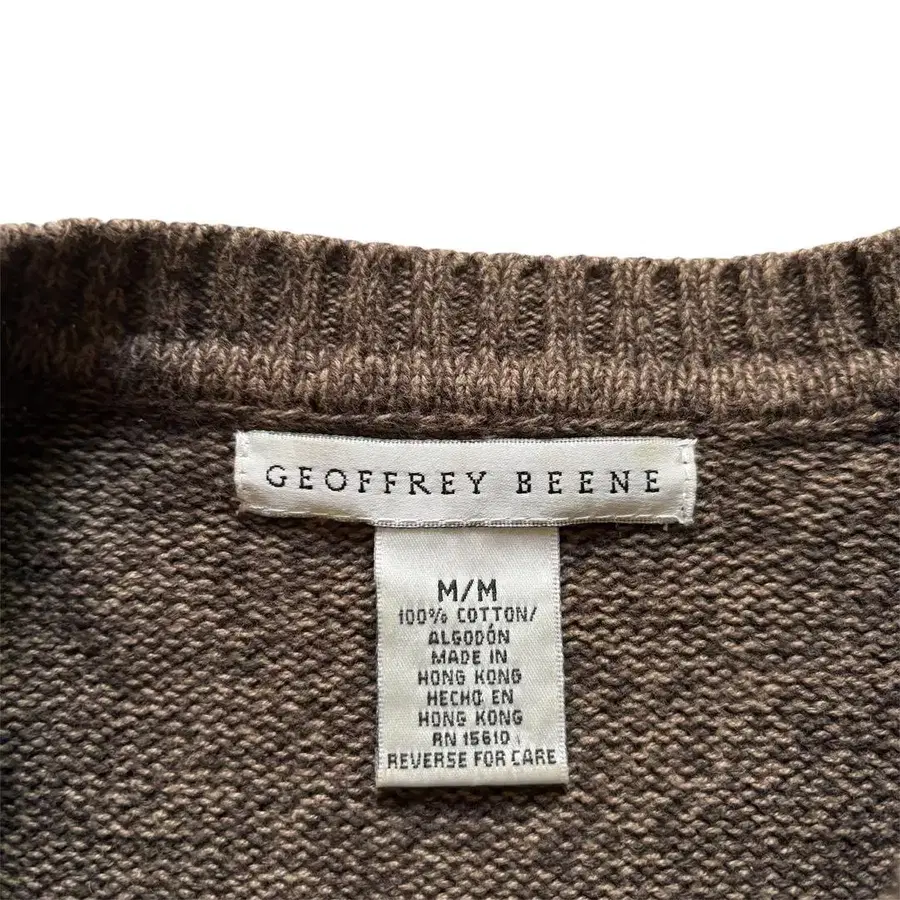 GEOFFREY BEENE
M/M
100% COTTON/
ALGODÓN
MADE IN
HONG KONG
HECHO EN
HONG KONG
RN 15610
REVERSE FOR CARE